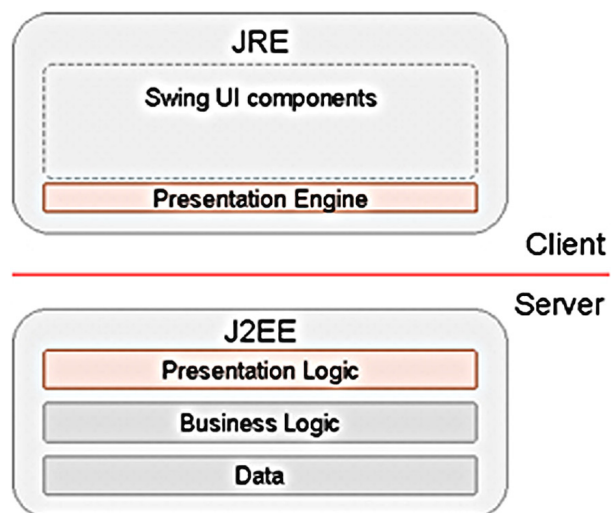 JRE
Swing UI components
Presentation Engine
Client
Server
J2EE
Presentation Logic
Business Logic
Data